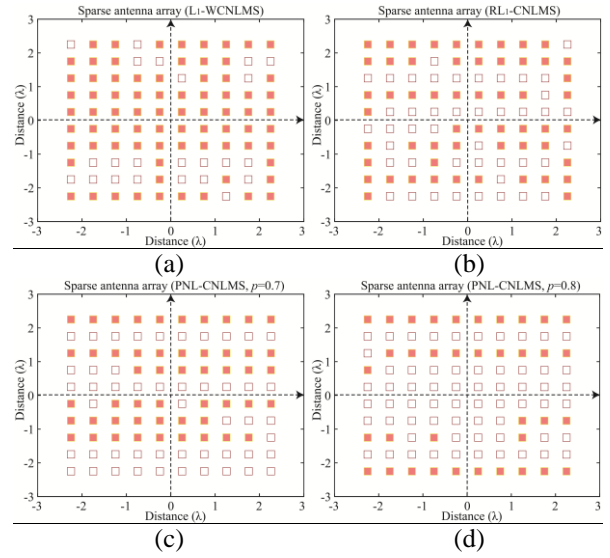 Sparse antenna array (L1-WCNLMS)
3
2
1
0
-1
-2
-3
Distance (λ)
-3 -2 -1 0 1 2 3
Distance (λ)
(a)
Sparse antenna array (RL1-CNLMS)
3
2
1
0
-1
-2
-3
Distance (λ)
-3 -2 -1 0 1 2 3
Distance (λ)
(b)
Sparse antenna array (PNL-CNLMS, p=0.7)
3
2
1
0
-1
-2
-3
Distance (λ)
-3 -2 -1 0 1 2 3
Distance (λ)
(c)
Sparse antenna array (PNL-CNLMS, p=0.8)
3
2
1
0
-1
-2
-3
Distance (λ)
-3 -2 -1 0 1 2 3
Distance (λ)
(d)